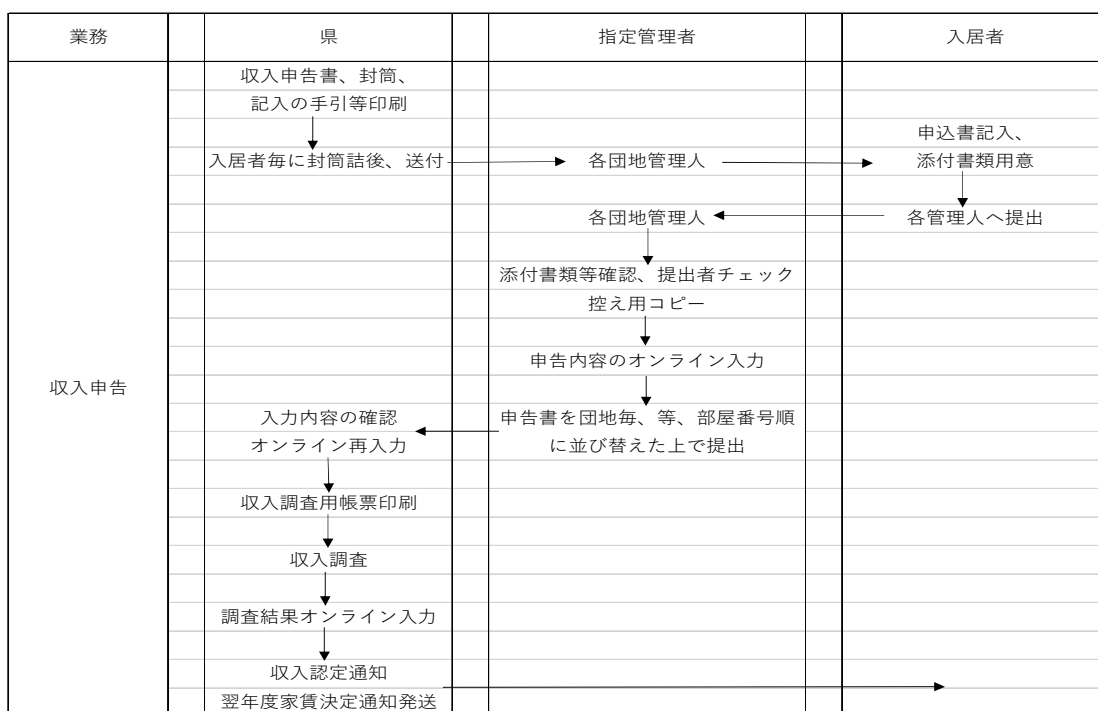 業務
県
指定管理者
入居者
収入申告
収入申告書、封筒、
記入の手引等印刷
入居者毎に封筒詰後、送付
各団地管理人
申込書記入、
添付書類用意
各管理人へ提出
各団地管理人
添付書類等確認、提出者チェック
控え用コピー
申告内容のオンライン入力
申告書を団地毎、等、部屋番号順
に並び替えた上で提出
入力内容の確認
オンライン再入力
収入調査用帳票印刷
収入調査
調査結果オンライン入力
収入認定通知
翌年度家賃決定通知発送